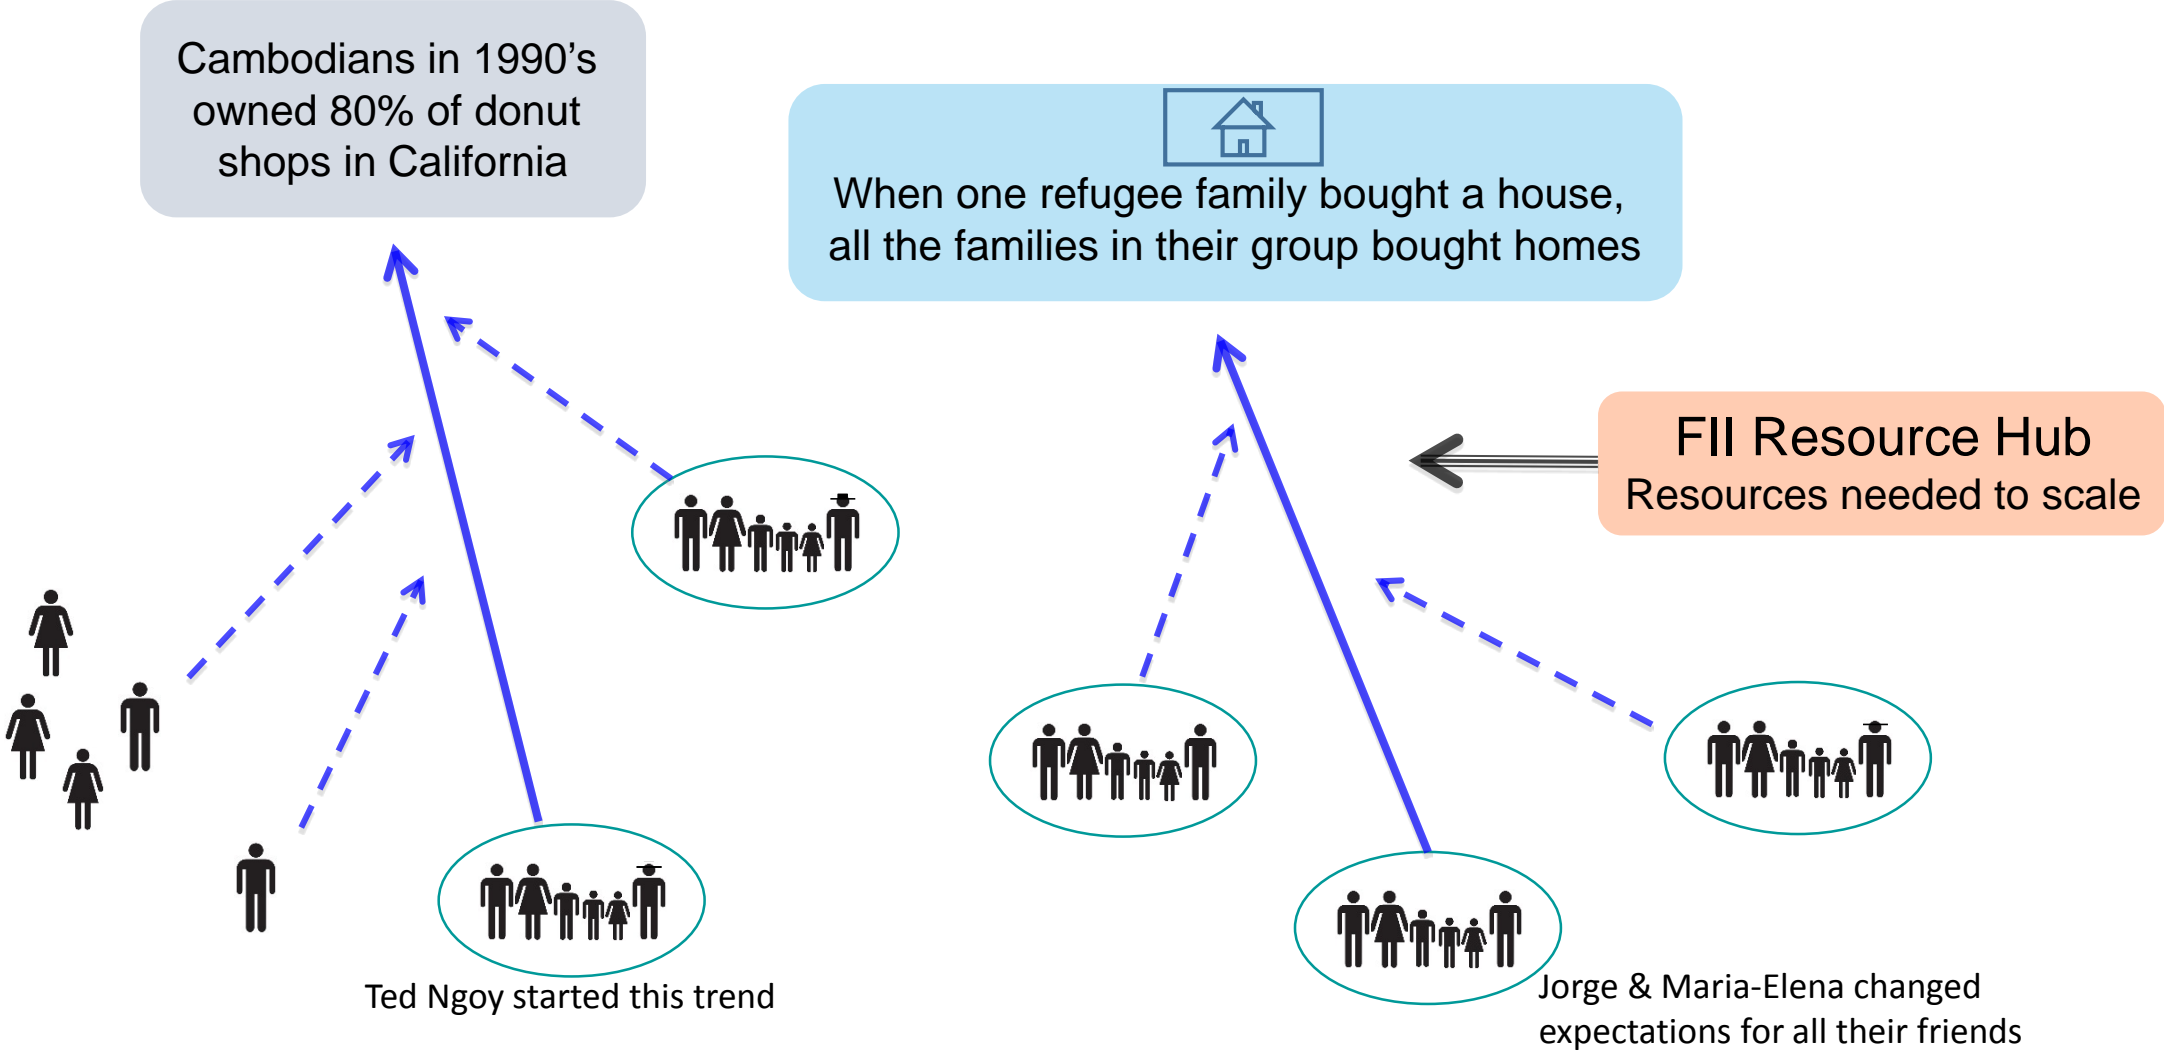 Cambodians in 1990’s
owned 80% of donut
shops in California
When one refugee family bought a house,
all the families in their group bought homes
FII Resource Hub
Resources needed to scale
Ted Ngoy started this trend
Jorge & Maria-Elena changed
expectations for all their friends